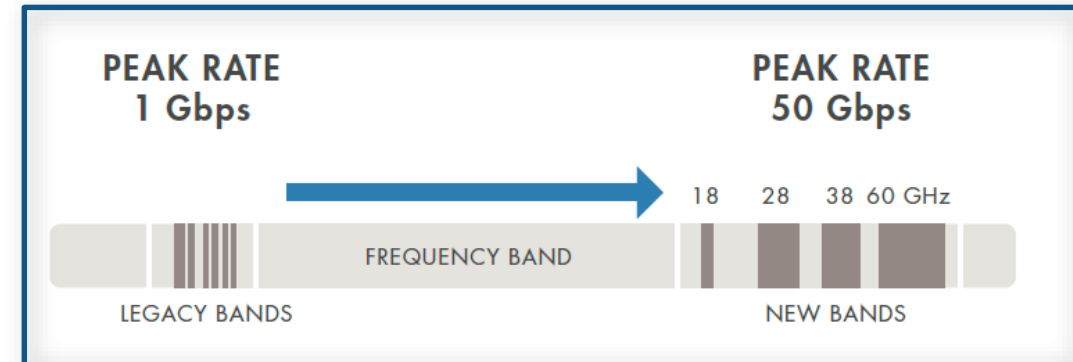 PEAK RATE
1 Gbps
PEAK RATE
50 Gbps
18 28 38 60 GHz
FREQUENCY BAND
LEGACY BANDS
NEW BANDS